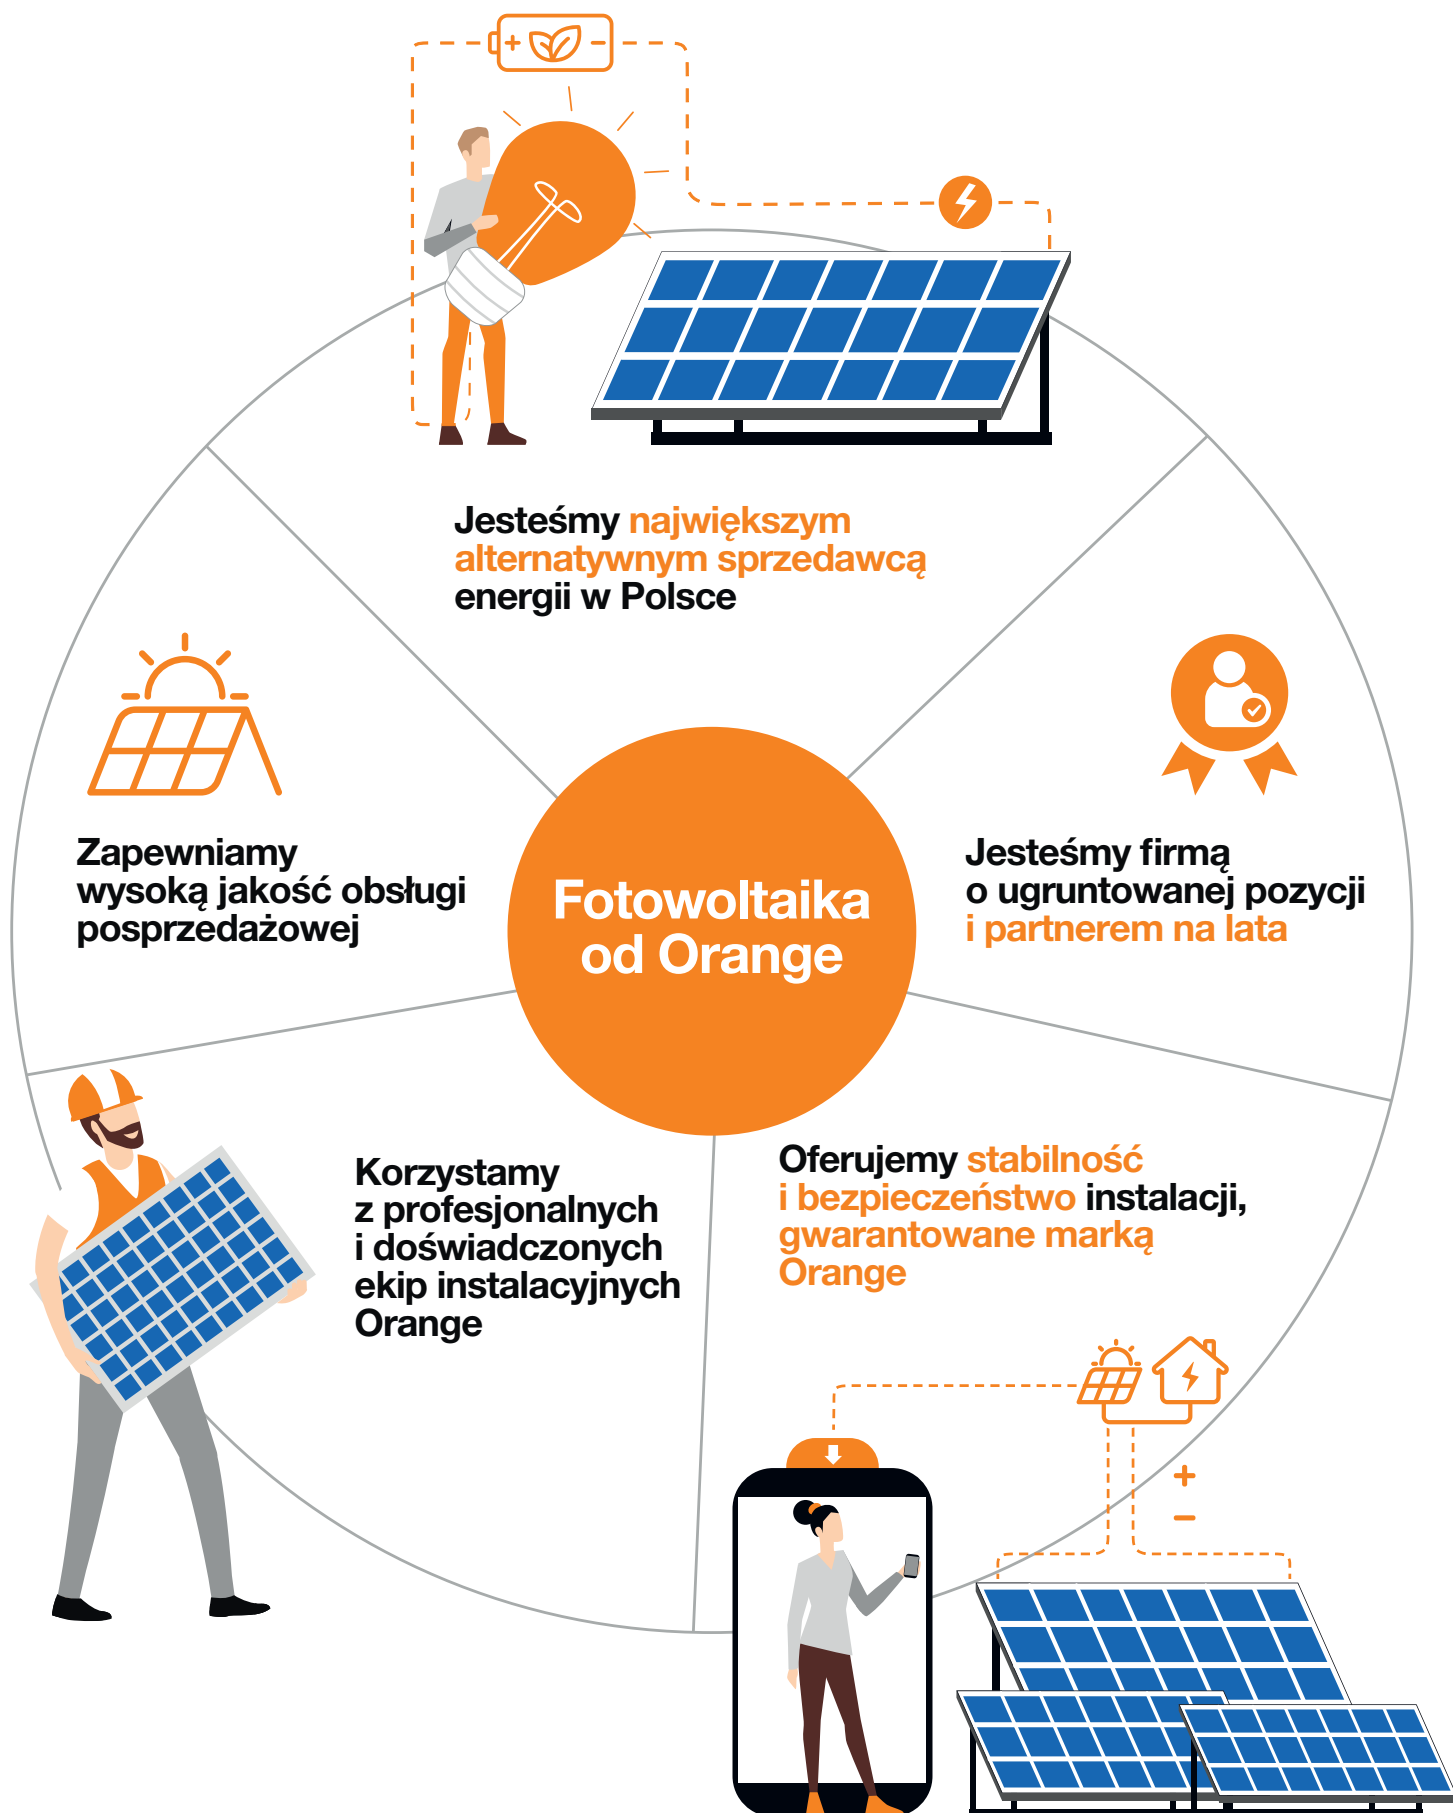 Jesteśmy największym
alternatywnym sprzedawcą
energii w Polsce
Zapewniamy
wysoką jakość obsługi
posprzedażowej
Fotowoltaika
od Orange
Jesteśmy firmą
o ugruntowanej pozycji
i partnerem na lata
Korzystamy
z profesjonalnych
i doświadczonych
ekip instalacyjnych
Orange
Oferujemy stabilność
i bezpieczeństwo instalacji,
gwarantowane marką
Orange